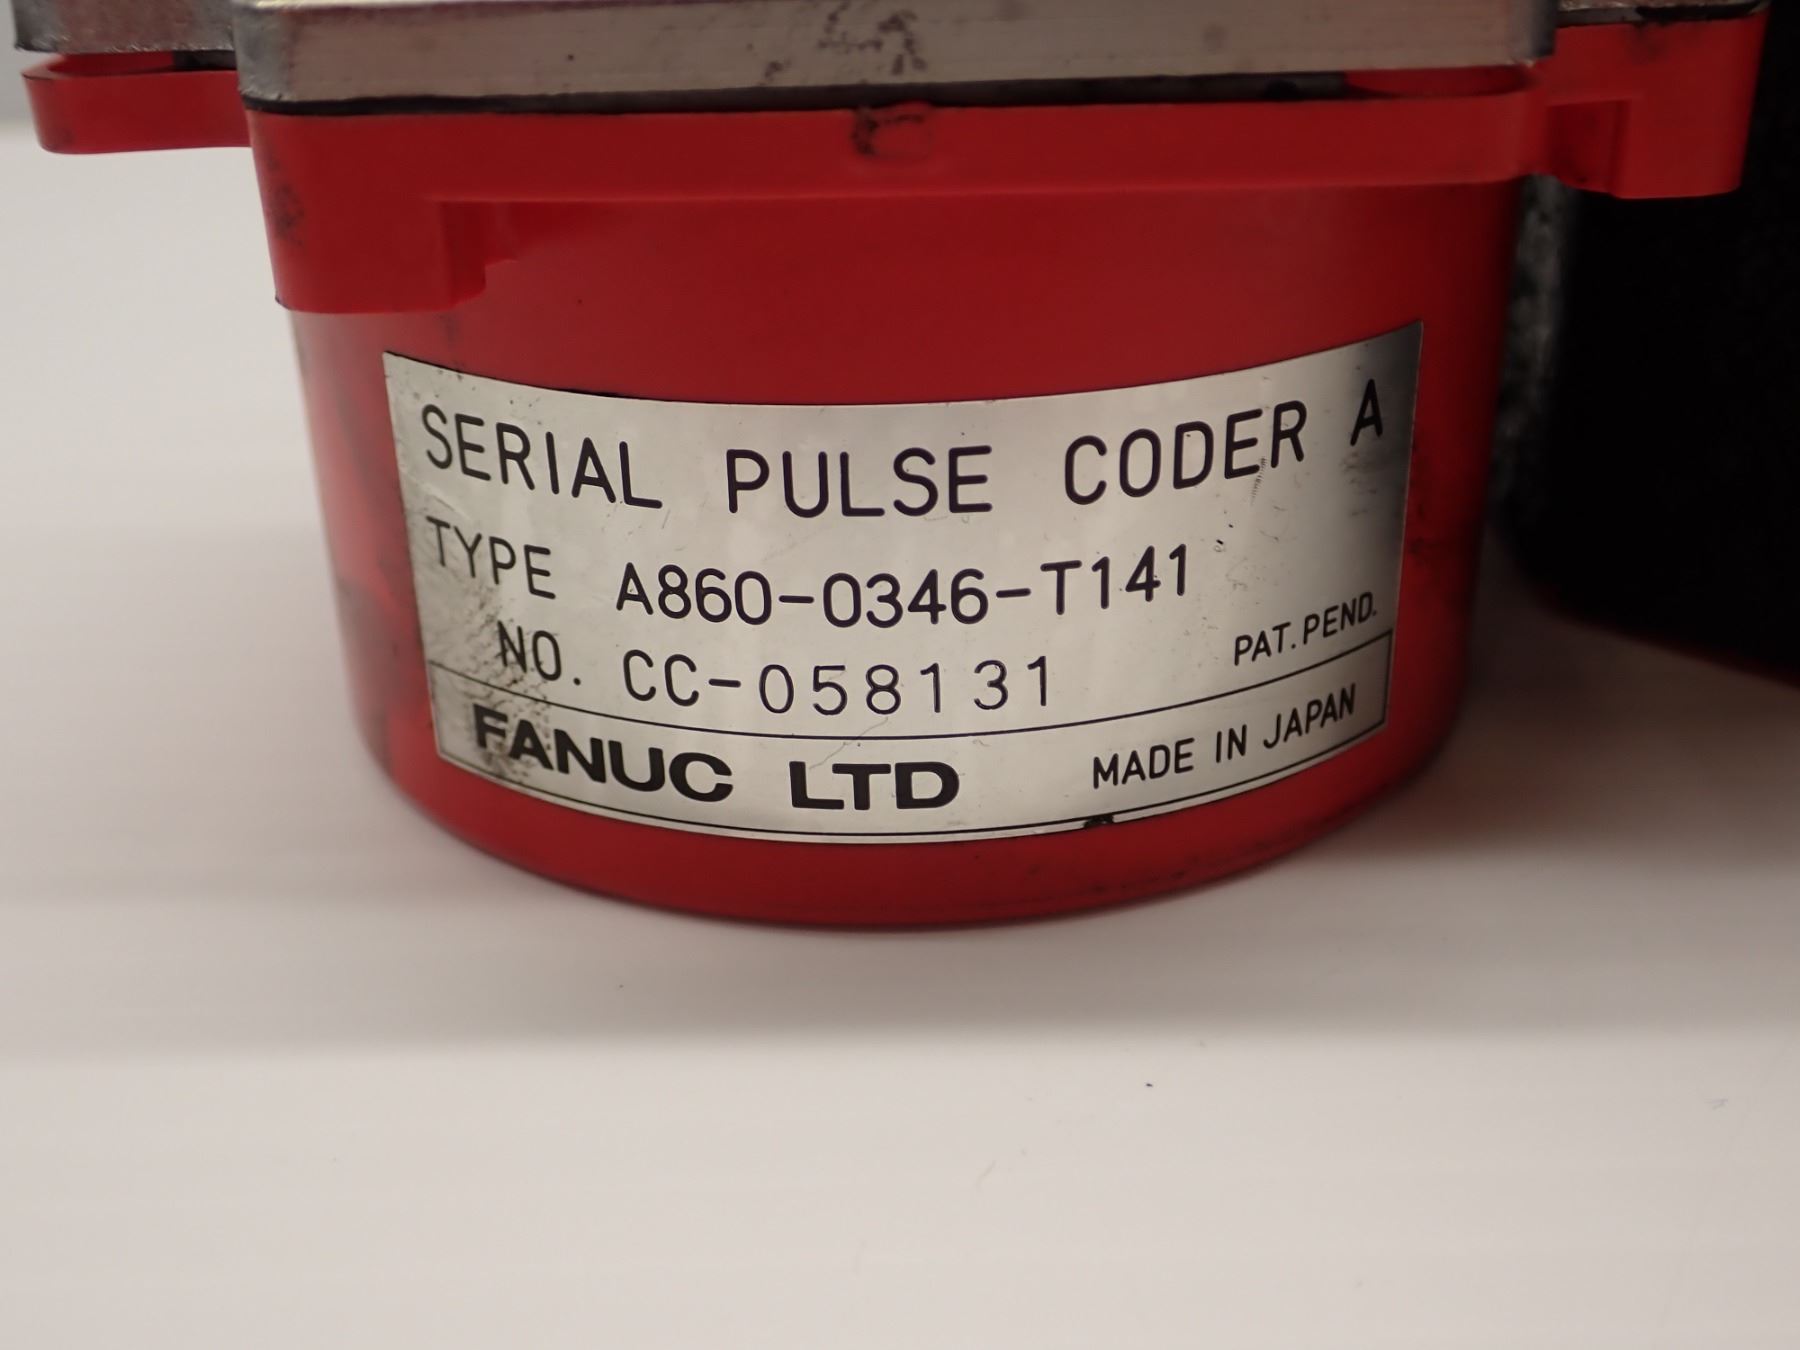 SERIAL PULSE CODER A
TYPE A860-0346-T141
NO. CC-058131 PAT.PEND.
FANUC LTD MADE IN JAPAN